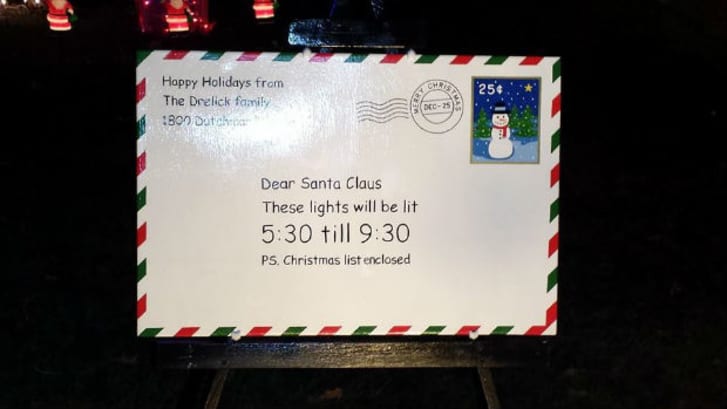 Happy Holidays from
The Drelick family
1800
MERRY CHRISTMAS
DEC-25
25¢
Dear Santa Claus
These lights will be lit
5:30 till 9:30
PS. Christmas list enclosed